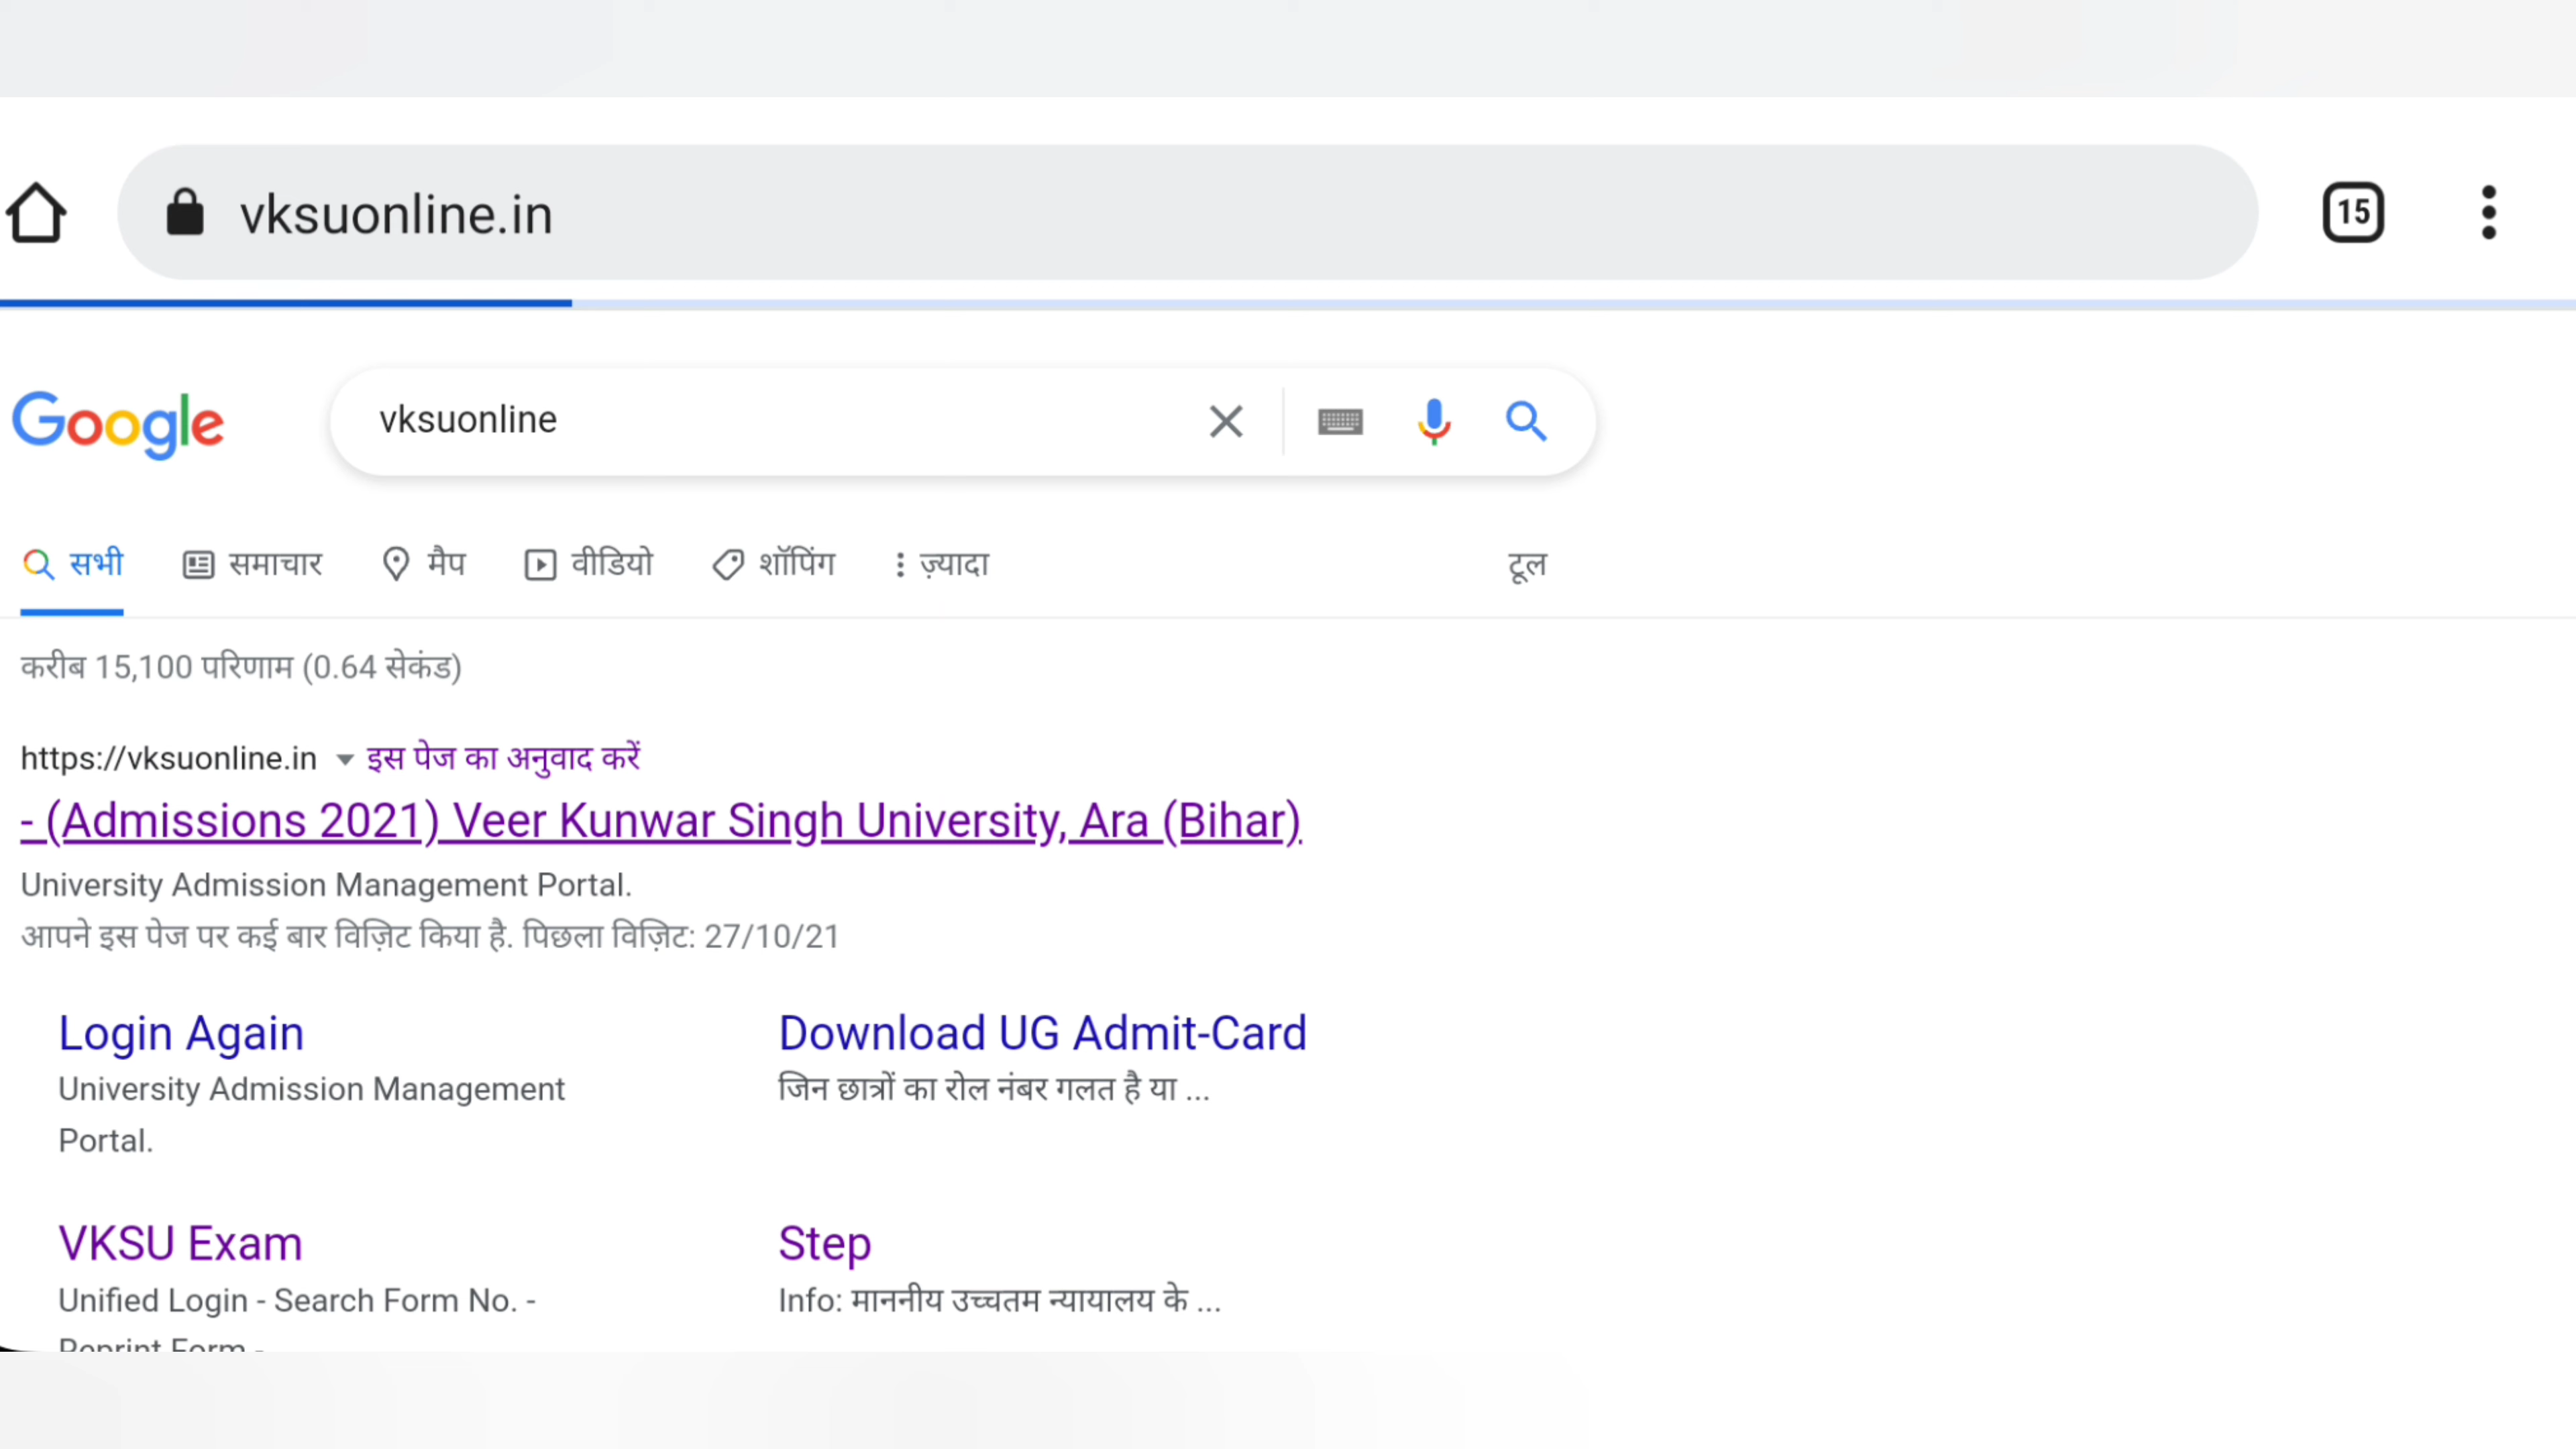 vksuonline.in
15
Google
vksuonline
सभी समाचार मैप वीडियो शॉपिंग ज़्यादा टूल
करीब 15,100 परिणाम (0.64 सेकंड)
https://vksuonline.in इस पेज का अनुवाद करें
- (Admissions 2021) Veer Kunwar Singh University, Ara (Bihar)
University Admission Management Portal.
आपने इस पेज पर कई बार विज़िट किया है. पिछला विज़िट: 27/10/21
Login Again
University Admission Management
Portal.
Download UG Admit-Card
जिन छात्रों का रोल नंबर गलत है या ...
VKSU Exam
Unified Login - Search Form No. -
Reprint Form -
Step
Info: माननीय उच्चतम न्यायालय के ...